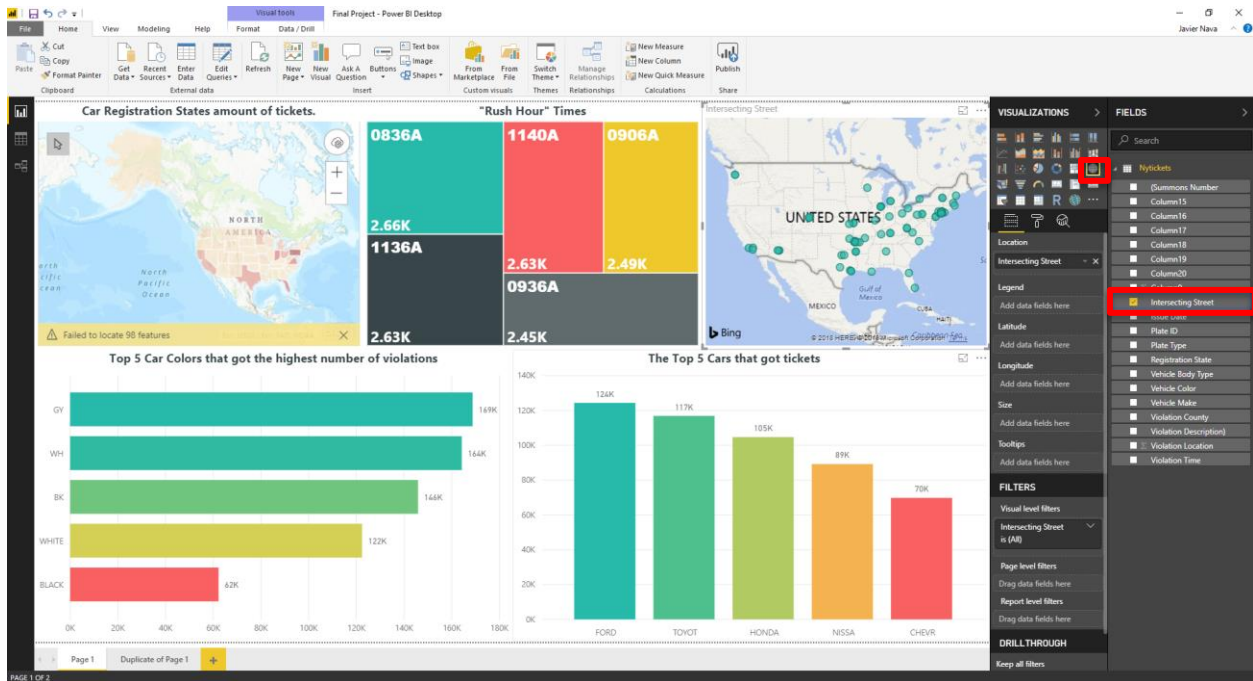 Visual tools
Final Project - Power BI Desktop
File Home View Modeling Help Format Data / Drill
Javier Nava
Paste
Cut
Copy
Format Painter
Clipboard
Get Data
Recent Sources
Enter Data
Edit Queries
Refresh
External data
New Page
New Visual
Ask A Question
Buttons
Text box
Image
Shapes
Insert
From Marketplace
From File
Custom visuals
Switch Theme
Themes
Manage Relationships
Relationships
New Measure
New Column
New Quick Measure
Calculations
Publish
Share
Car Registration States amount of tickets.
NORTH
AMERICA
North
Pacific
Ocean
Failed to locate 98 features
"Rush Hour" Times
0836A
2.66K
1136A
2.63K
1140A
2.63K
0906A
2.49K
0936A
2.45K
Intersecting Street
UNITED STATES
MEXICO
Gulf of
Mexico
CUBA
HAITI
Bing
Top 5 Car Colors that got the highest number of violations
GY 169K
WH 164K
BK 146K
WHITE 122K
BLACK 62K
0K 20K 40K 60K 80K 100K 120K 140K 160K 180K
The Top 5 Cars that got tickets
140K
120K
100K
80K
60K
40K
20K
0K
124K 117K 105K 89K 70K
FORD TOYOT HONDA NISSA CHEVR
VISUALIZATIONS
R
Location
Intersecting Street
Legend
Add data fields here
Latitude
Add data fields here
Longitude
Add data fields here
Size
Add data fields here
Tooltips
Add data fields here
FILTERS
Visual level filters
Intersecting Street
is (All)
Page level filters
Drag data fields here
Report level filters
Drag data fields here
DRILLTHROUGH
Keep all filters
FIELDS
Search
Nytickets
(Summons Number
Column15
Column16
Column17
Column18
Column19
Column20
Intersecting Street
Issue Date
Plate ID
Plate Type
Registration State
Vehicle Body Type
Vehicle Color
Vehicle Make
Violation County
Violation Description)
Violation Location
Violation Time
Page 1 Duplicate of Page 1
PAGE 1 OF 2